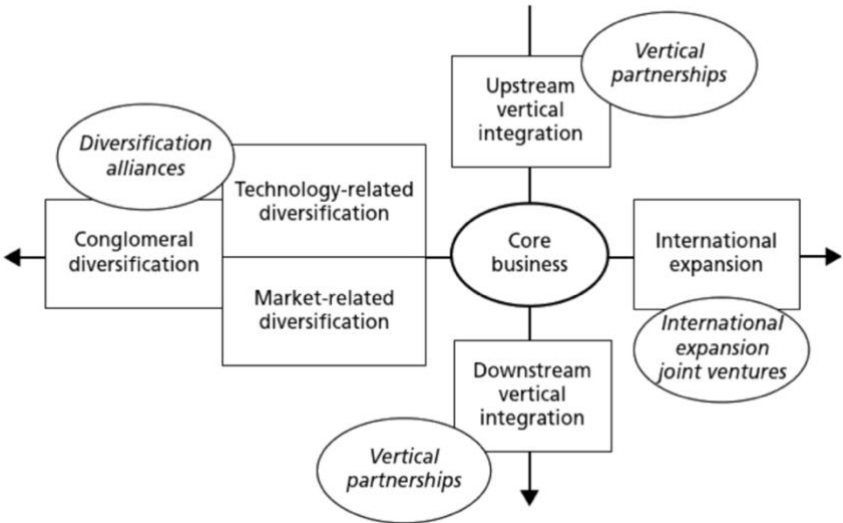 Vertical
partnerships
Upstream
vertical
integration
Diversification
alliances
Technology-related
diversification
Conglomeral
diversification
Core
business
International
expansion
Market-related
diversification
International
expansion
joint ventures
Downstream
vertical
integration
Vertical
partnerships